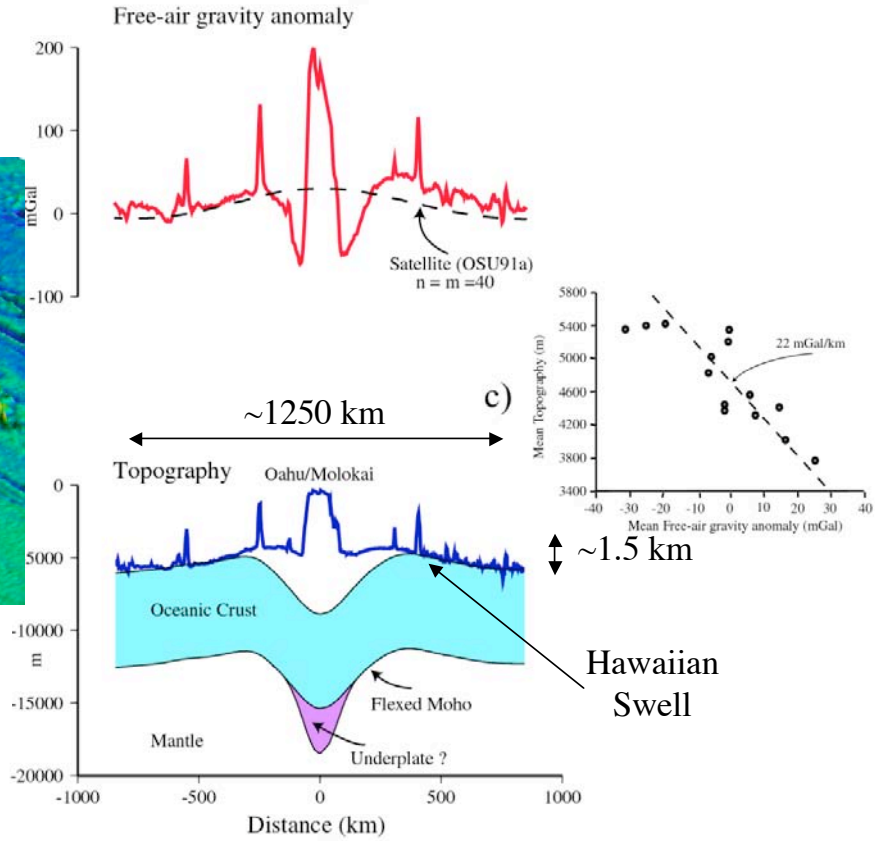 Free-air gravity anomaly
200
100
0
-100
mGal
Satellite (OSU91a)
n = m =40
c)
5800
5400
5000
4600
4200
3800
3400
Mean Topography (m)
22 mGal/km
-40 -30 -20 -10 0 10 20 30 40
Mean Free-air gravity anomaly (mGal)
~1250 km
~1.5 km
Topography
Oahu/Molokai
0
-5000
-10000
-15000
-20000
m
Oceanic Crust
Flexed Moho
Mantle
Underplate ?
Hawaiian
Swell
-1000 -500 0 500 1000
Distance (km)